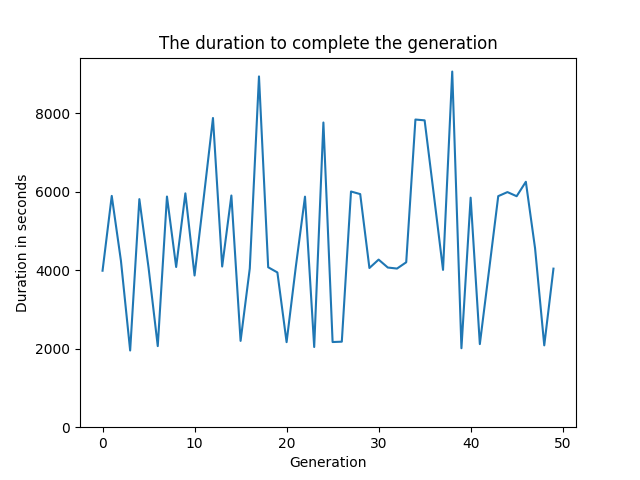 The duration to complete the generation
Duration in seconds
8000
6000
4000
2000
0
0 10 20 30 40 50
Generation